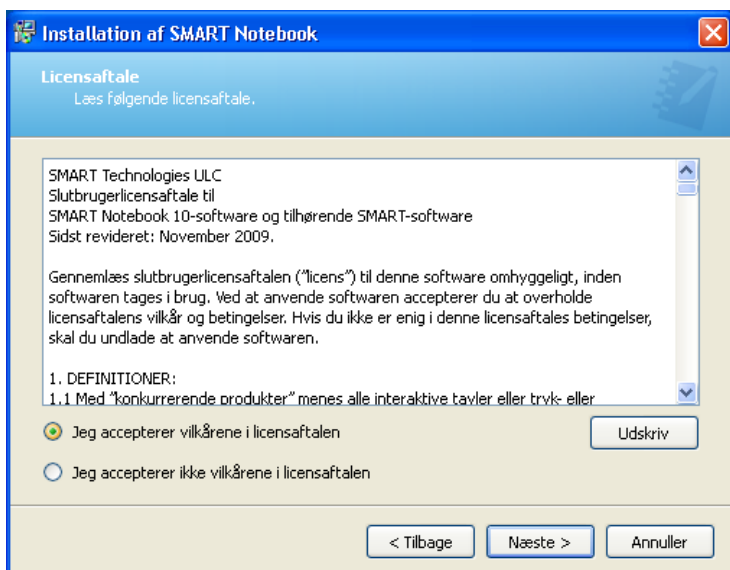 Installation af SMART Notebook
Licensaftale
Læs følgende licensaftale.
SMART Technologies ULC
Slutbrugerlicensaftale til
SMART Notebook 10-software og tilhørende SMART-software
Sidst revideret: November 2009.
Gennemlæs slutbrugerlicensaftalen (”licens”) til denne software omhyggeligt, inden
softwaren tages i brug. Ved at anvende softwaren accepterer du at overholde
licensaftalens vilkår og betingelser. Hvis du ikke er enig i denne licensaftales betingelser,
skal du undlade at anvende softwaren.
1. DEFINITIONER:
1.1 Med ”konkurrerende produkter” menes alle interaktive tavler eller tryk- eller
Jeg accepterer vilkårene i licensaftalen
Udskriv
Jeg accepterer ikke vilkårene i licensaftalen
< Tilbage
Næste >
Annuller